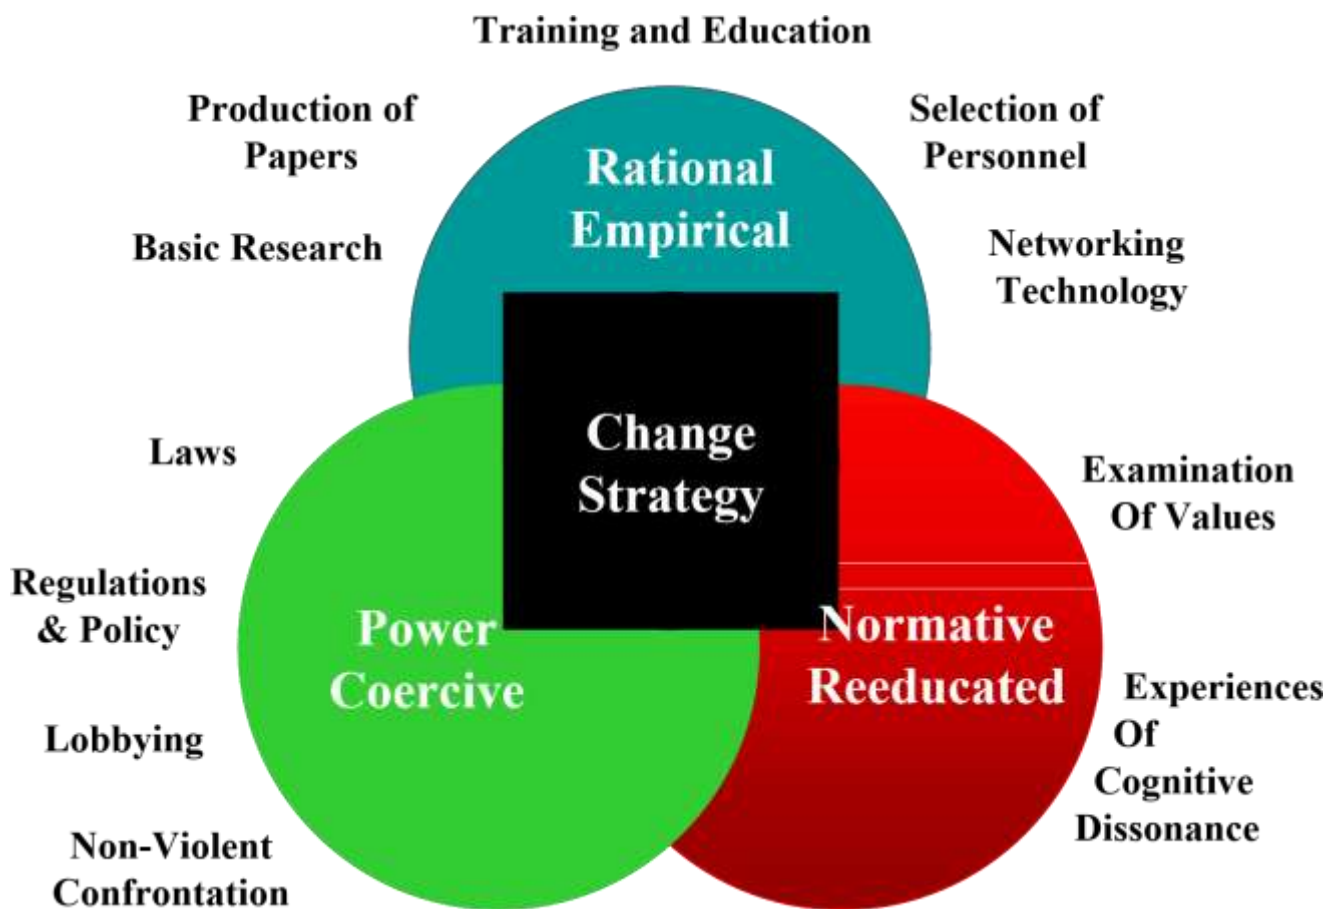 Training and Education
Production of
Papers
Selection of
Personnel
Rational
Empirical
Basic Research
Networking
Technology
Change
Strategy
Laws
Examination
Of Values
Regulations
& Policy
Power
Coercive
Normative
Reeducated
Lobbying
Experiences
Of
Cognitive
Dissonance
Non-Violent
Confrontation